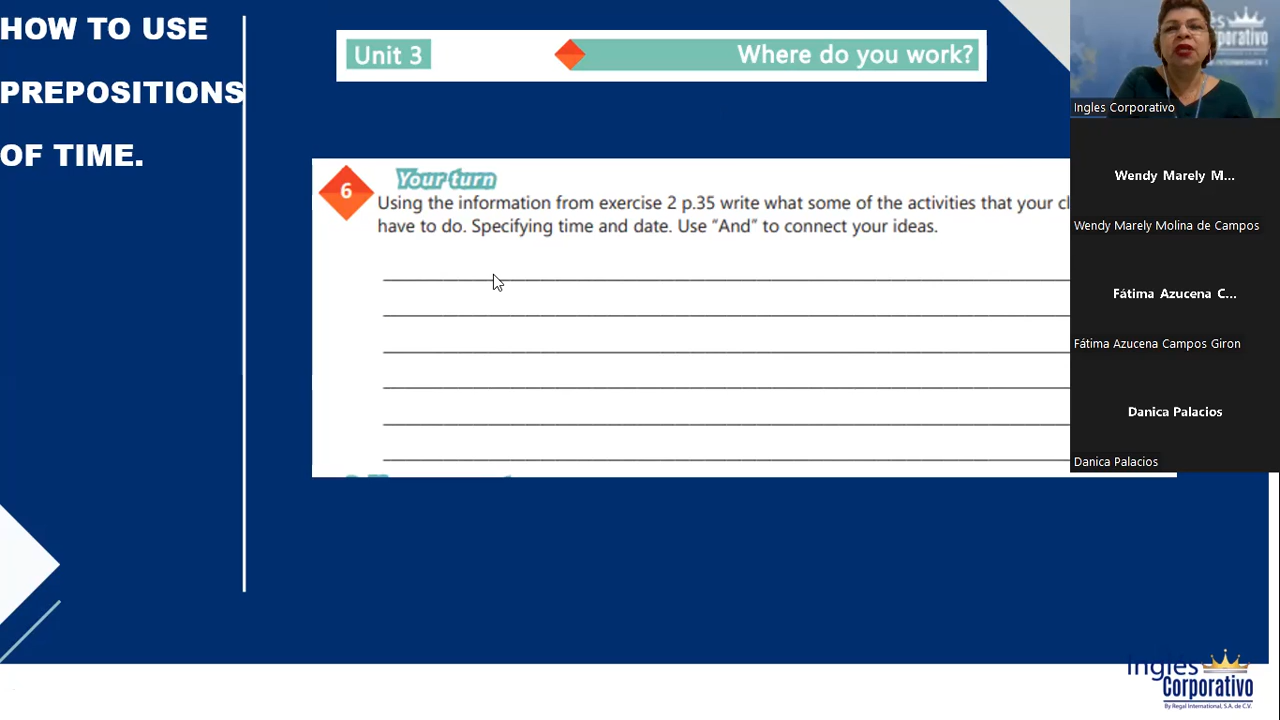 HOW TO USE
PREPOSITIONS
OF TIME.
Unit 3
Where do you work?
6
Your turn
Using the information from exercise 2 p.35 write what some of the activities that your
have to do. Specifying time and date. Use “And” to connect your ideas.
Ingles Corporativo
Wendy Marely M...
Wendy Marely Molina de Campos
Fátima Azucena C...
Fátima Azucena Campos Giron
Danica Palacios
Danica Palacios
Inglés
Corporativo
By Regal International, S.A. de C.V.